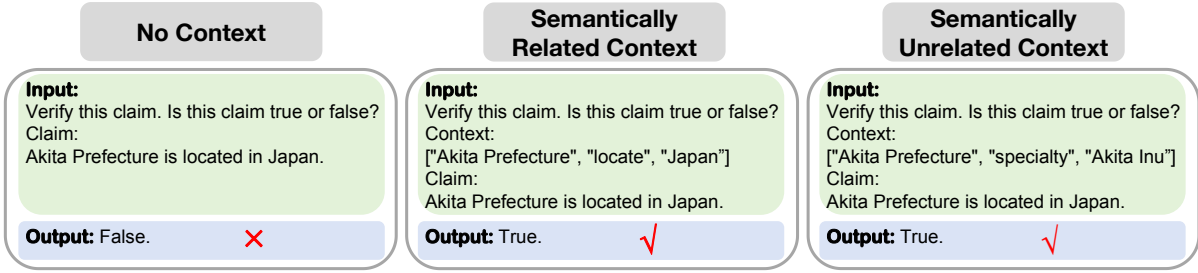 No Context
Input:
Verify this claim. Is this claim true or false?
Claim:
Akita Prefecture is located in Japan.
Output: False.
Semantically
Related Context
Input:
Verify this claim. Is this claim true or false?
Context:
["Akita Prefecture", "locate", "Japan”]
Claim:
Akita Prefecture is located in Japan.
Output: True.
Semantically
Unrelated Context
Input:
Verify this claim. Is this claim true or false?
Context:
["Akita Prefecture", "specialty", "Akita Inu”]
Claim:
Akita Prefecture is located in Japan.
Output: True.